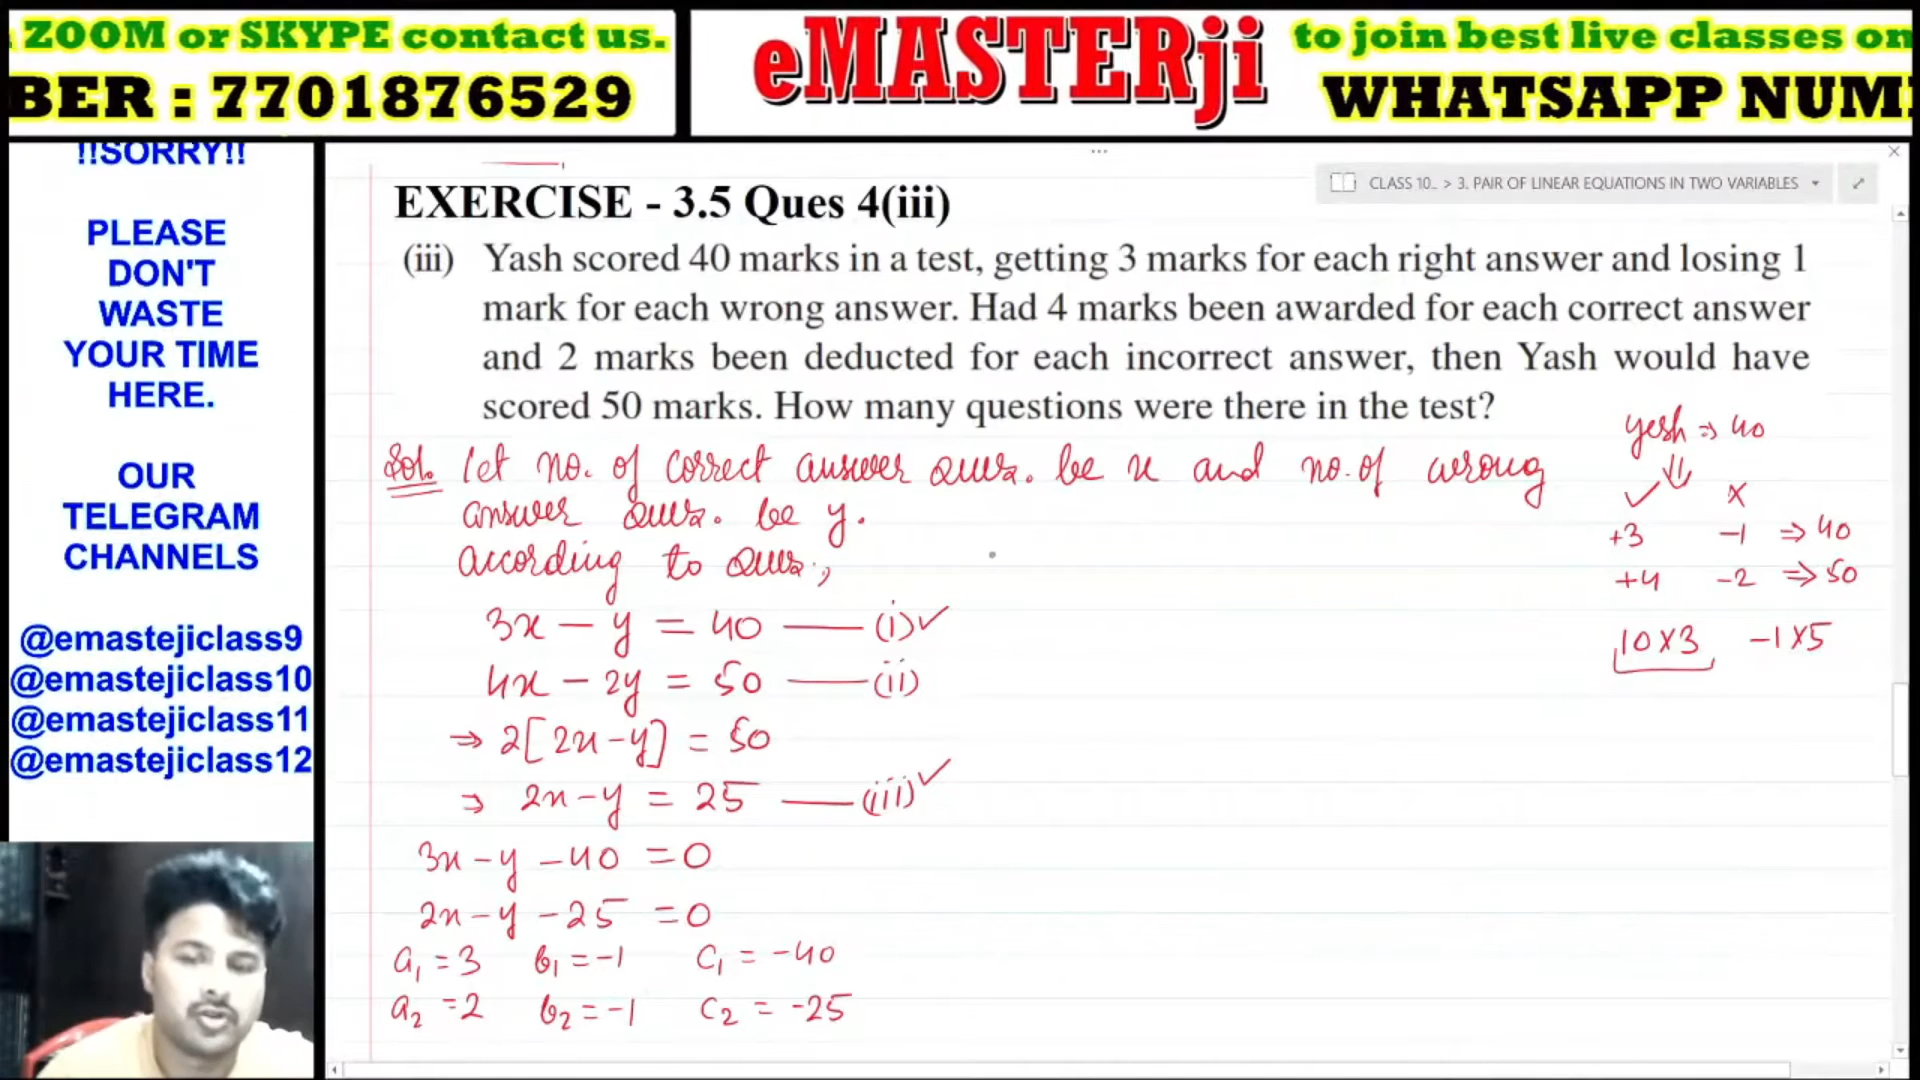 ZOOM or SKYPE contact us.
BER : 7701876529
eMASTERji
to join best live classes on
WHATSAPP NUM
!!SORRY!!
PLEASE
DON'T
WASTE
YOUR TIME
HERE.
OUR
TELEGRAM
CHANNELS
@emastejiclass9
@emastejiclass10
@emastejiclass11
@emastejiclass12
CLASS 10.. > 3. PAIR OF LINEAR EQUATIONS IN TWO VARIABLES
EXERCISE - 3.5 Ques 4(iii)
(iii) Yash scored 40 marks in a test, getting 3 marks for each right answer and losing 1
mark for each wrong answer. Had 4 marks been awarded for each correct answer
and 2 marks been deducted for each incorrect answer, then Yash would have
scored 50 marks. How many questions were there in the test?
Sol. Let no. of correct answer ques. be x and no. of wrong
answer ques. be y.
According to ques.,
3x - y = 40 — (i) ✓
4x - 2y = 50 — (ii)
⇒ 2[2x - y] = 50
⇒ 2x - y = 25 — (iii) ✓
3x - y - 40 = 0
2x - y - 25 = 0
a₁ = 3 b₁ = -1 c₁ = -40
a₂ = 2 b₂ = -1 c₂ = -25
yesh ⇒ 40
✓ ×
+3 -1 ⇒ 40
+4 -2 ⇒ 50
10×3 -1×5